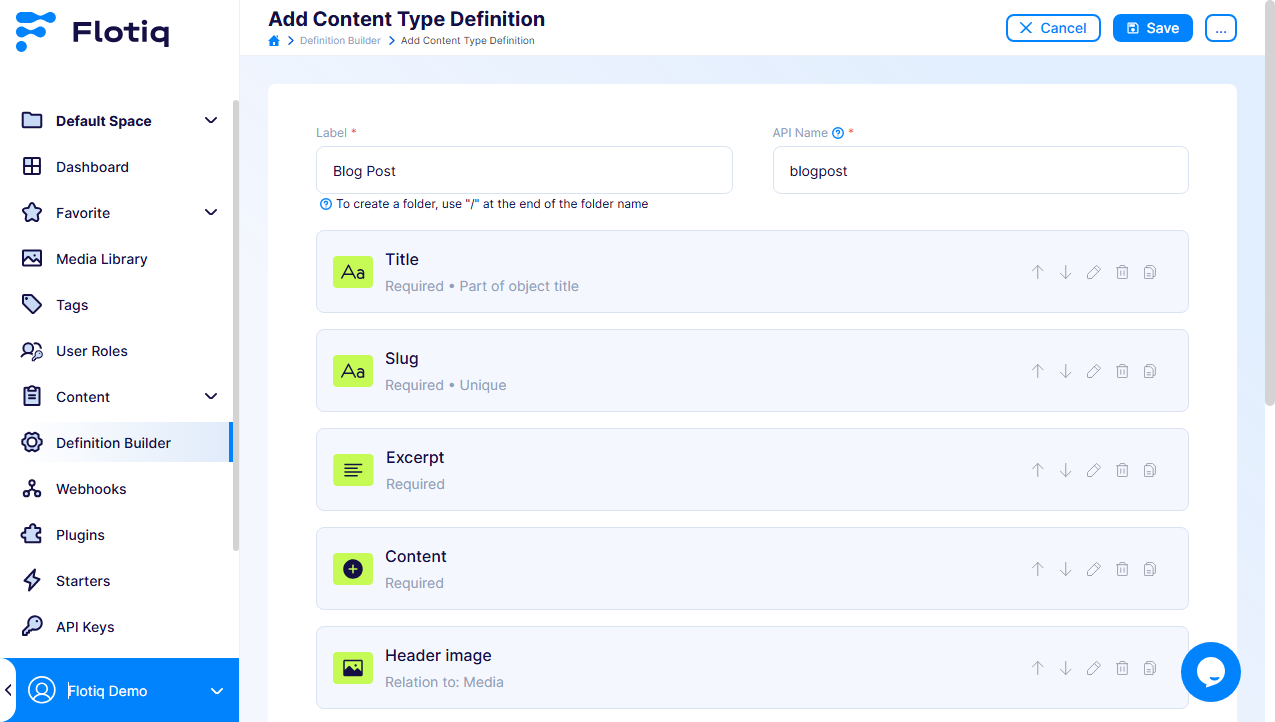 Flotiq
Default Space
Dashboard
Favorite
Media Library
Tags
User Roles
Content
Definition Builder
Webhooks
Plugins
Starters
API Keys
Flotiq Demo
Add Content Type Definition
Definition Builder
Add Content Type Definition
Cancel
Save
...
Label *
API Name ? *
Blog Post
blogpost
? To create a folder, use "/" at the end of the folder name
Aa
Title
Required • Part of object title
Aa
Slug
Required • Unique
Excerpt
Required
Content
Required
Header image
Relation to: Media